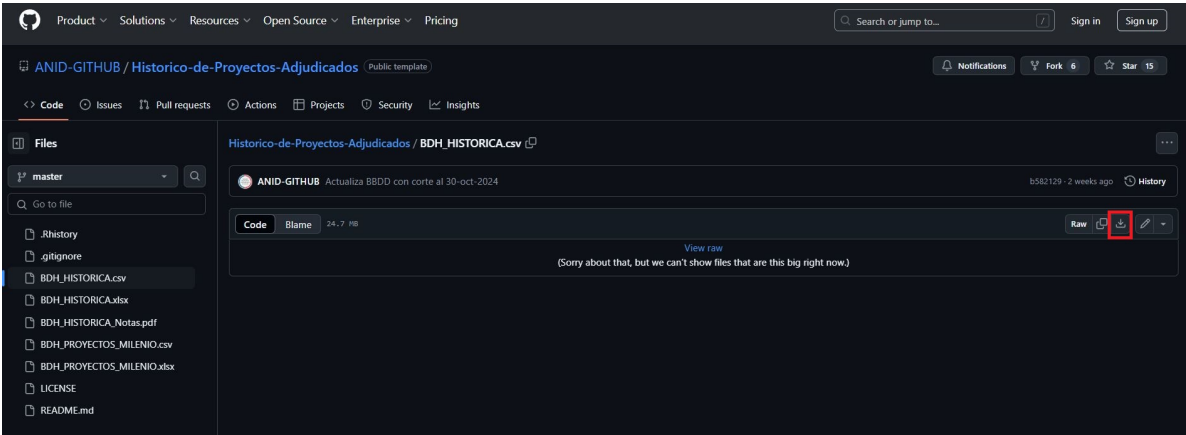 Product Solutions Resources Open Source Enterprise Pricing Search or jump to... / Sign in Sign up
ANID-GITHUB / Historico-de-Proyectos-Adjudicados Public template Notifications Fork 6 Star 15
Code Issues Pull requests Actions Projects Security Insights
Files
master
Go to file
.Rhistory
.gitignore
BDH_HISTORICA.csv
BDH_HISTORICA.xlsx
BDH_HISTORICA_Notas.pdf
BDH_PROYECTOS_MILENIO.csv
BDH_PROYECTOS_MILENIO.xlsx
LICENSE
README.md
Historico-de-Proyectos-Adjudicados / BDH_HISTORICA.csv
ANID-GITHUB Actualiza BBDD con corte al 30-oct-2024 b582129 · 2 weeks ago History
Code Blame 24.7 MB Raw
View raw
(Sorry about that, but we can't show files that are this big right now.)